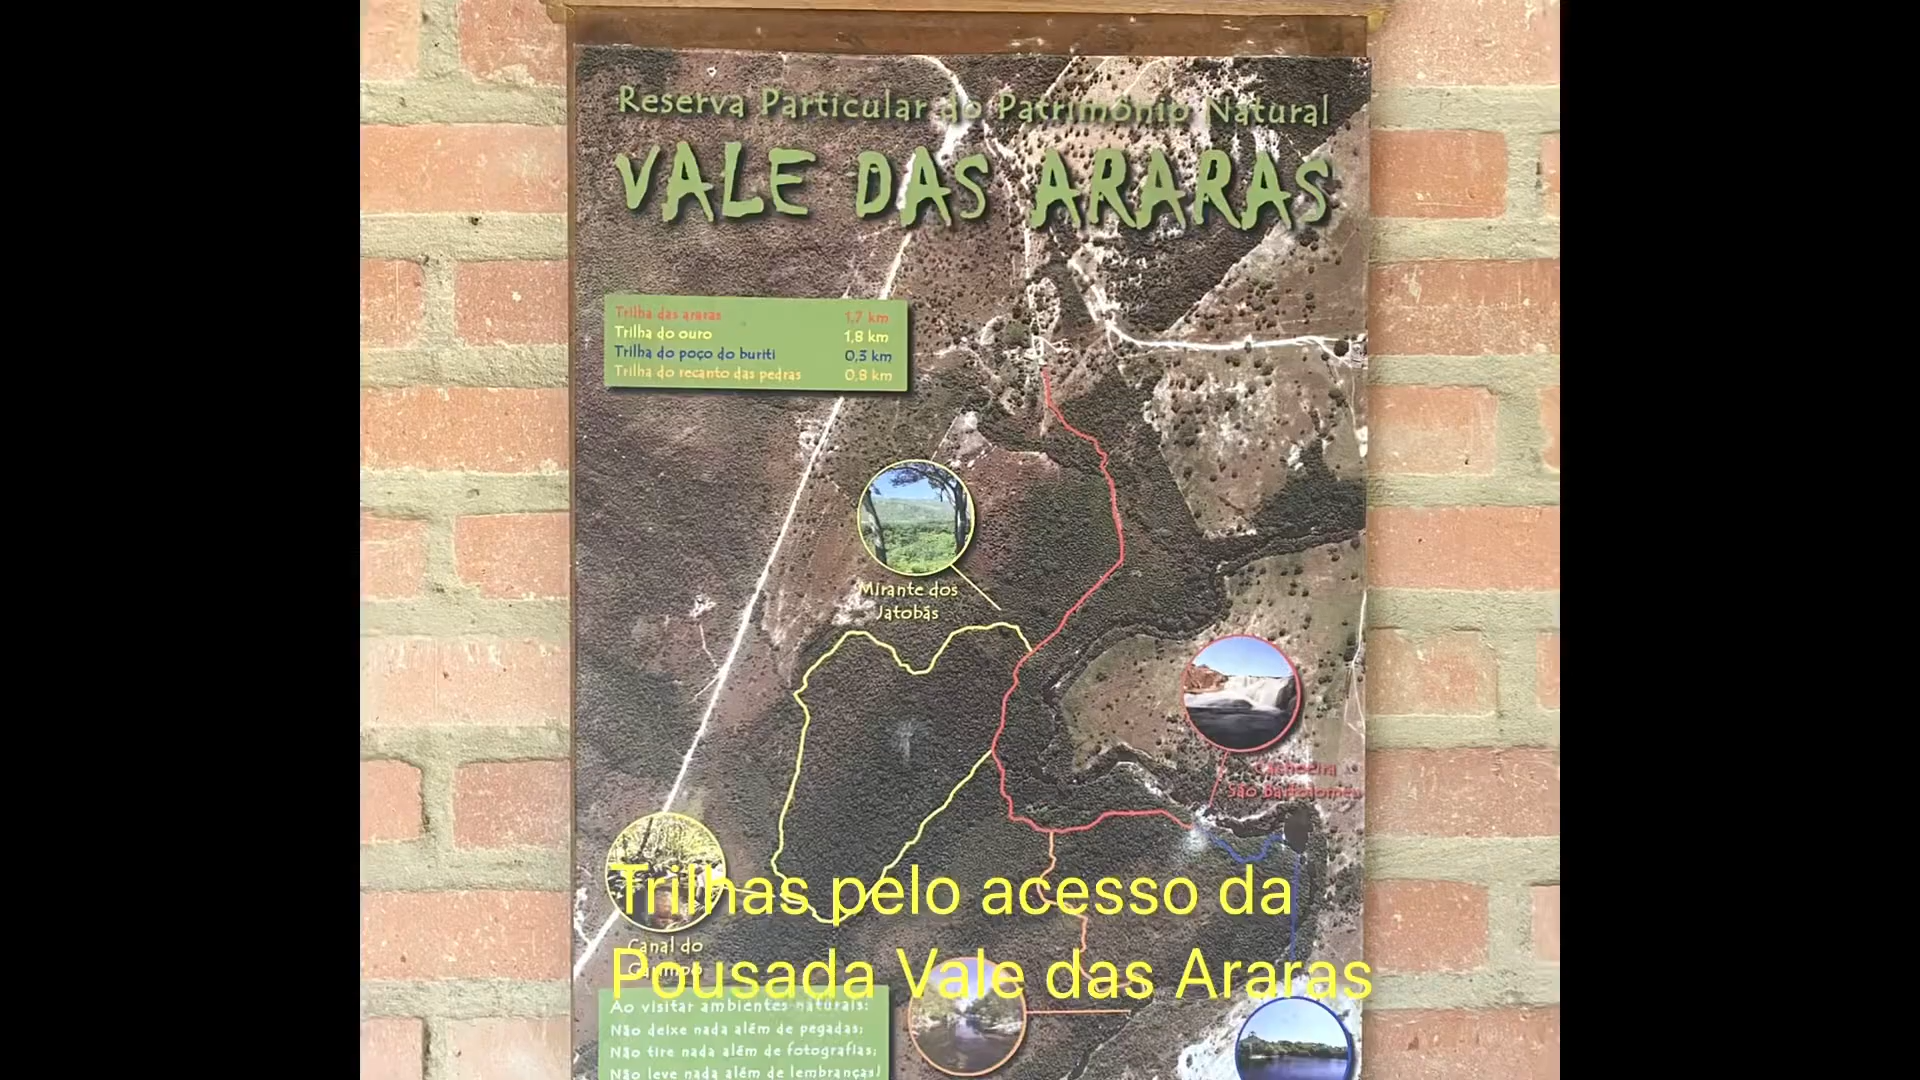 Reserva Particular do Patrimônio Natural
VALE DAS ARARAS
Trilha das araras 1,7 km
Trilha do ouro 1,8 km
Trilha do poço do buriti 0,3 km
Trilha do recanto das pedras 0,8 km
Mirante dos
Jatobás
Cachoeira
São Bartolomeu
Trilhas pelo acesso da
Pousada Vale das Araras
Canal do
Garimpo
Ao visitar ambientes naturais:
Não deixe nada além de pegadas;
Não tire nada além de fotografias;
Não leve nada além de lembranças!